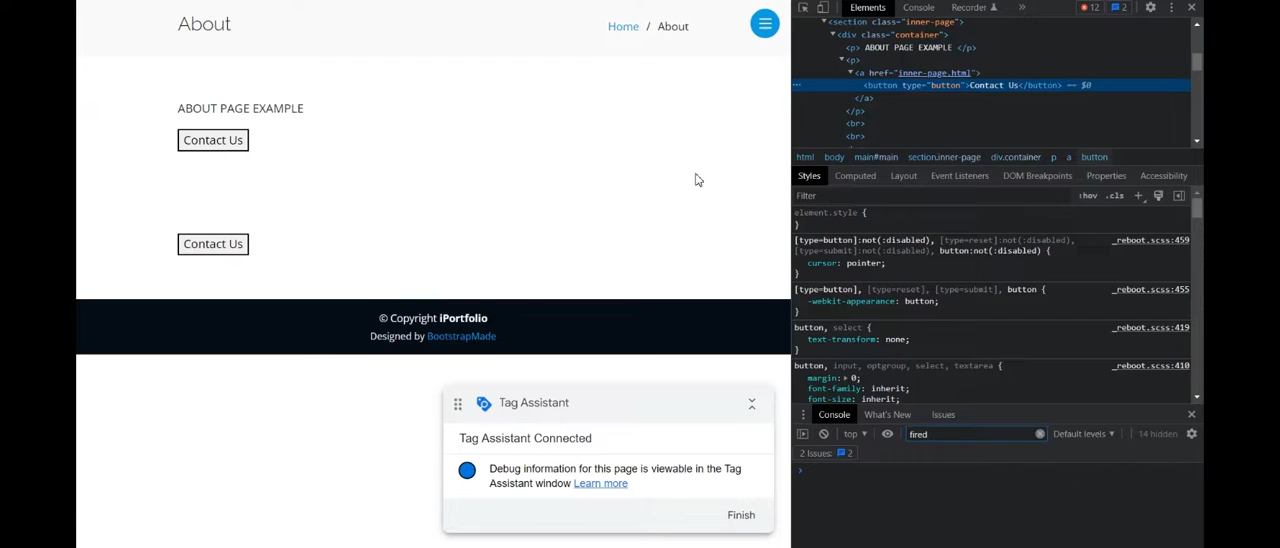 About
Home / About
ABOUT PAGE EXAMPLE
Contact Us
Contact Us
© Copyright iPortfolio
Designed by BootstrapMade
Tag Assistant
Tag Assistant Connected
Debug information for this page is viewable in the Tag
Assistant window Learn more
Finish
Elements Console Recorder 12 2
<section class="inner-page">
<div class="container">
<p> ABOUT PAGE EXAMPLE </p>
<p>
<a href="inner-page.html">
<button type="button">Contact Us</button> == $0
</a>
</p>
<br>
<br>
html body main#main section.inner-page div.container p a button
Styles Computed Layout Event Listeners DOM Breakpoints Properties Accessibility
Filter :hov .cls +
element.style {
}
[type=button]:not(:disabled), [type=reset]:not(:disabled), _reboot.scss:459
[type=submit]:not(:disabled), button:not(:disabled) {
cursor: pointer;
}
[type=button], [type=reset], [type=submit], button { _reboot.scss:455
-webkit-appearance: button;
}
button, select { _reboot.scss:419
text-transform: none;
}
button, input, optgroup, select, textarea { _reboot.scss:410
margin: 0;
font-family: inherit;
font-size: inherit;
Console What's New Issues
top fired Default levels 14 hidden
2 Issues: 2